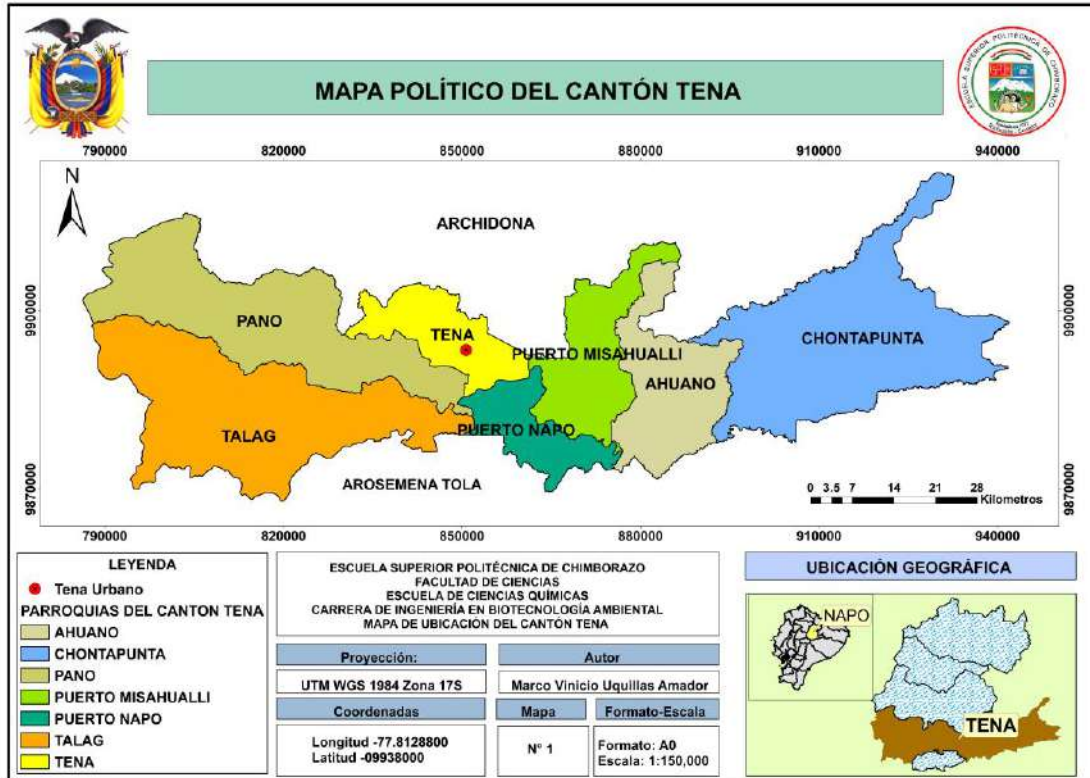 MAPA POLÍTICO DEL CANTÓN TENA
ESCUELA SUPERIOR POLITÉCNICA DE CHIMBORAZO
790000 820000 850000 880000 910000 940000
N
ARCHIDONA
9900000 9900000
PANO
TENA
CHONTAPUNTA
PUERTO MISAHUALLI
AHUANO
TALAG
PUERTO NAPO
AROSEMENA TOLA
9870000 9870000
0 3.5 7 14 21 28
Kilometros
790000 820000 850000 880000 910000 940000
LEYENDA
Tena Urbano
PARROQUIAS DEL CANTON TENA
AHUANO
CHONTAPUNTA
PANO
PUERTO MISAHUALLI
PUERTO NAPO
TALAG
TENA
ESCUELA SUPERIOR POLITÉCNICA DE CHIMBORAZO
FACULTAD DE CIENCIAS
ESCUELA DE CIENCIAS QUÍMICAS
CARRERA DE INGENIERÍA EN BIOTECNOLOGÍA AMBIENTAL
MAPA DE UBICACIÓN DEL CANTÓN TENA
Proyección:
UTM WGS 1984 Zona 17S
Autor
Marco Vinicio Uquillas Amador
Coordenadas
Longitud -77.8128800
Latitud -09938000
Mapa
N° 1
Formato-Escala
Formato: A0
Escala: 1:150,000
UBICACIÓN GEOGRÁFICA
NAPO
TENA